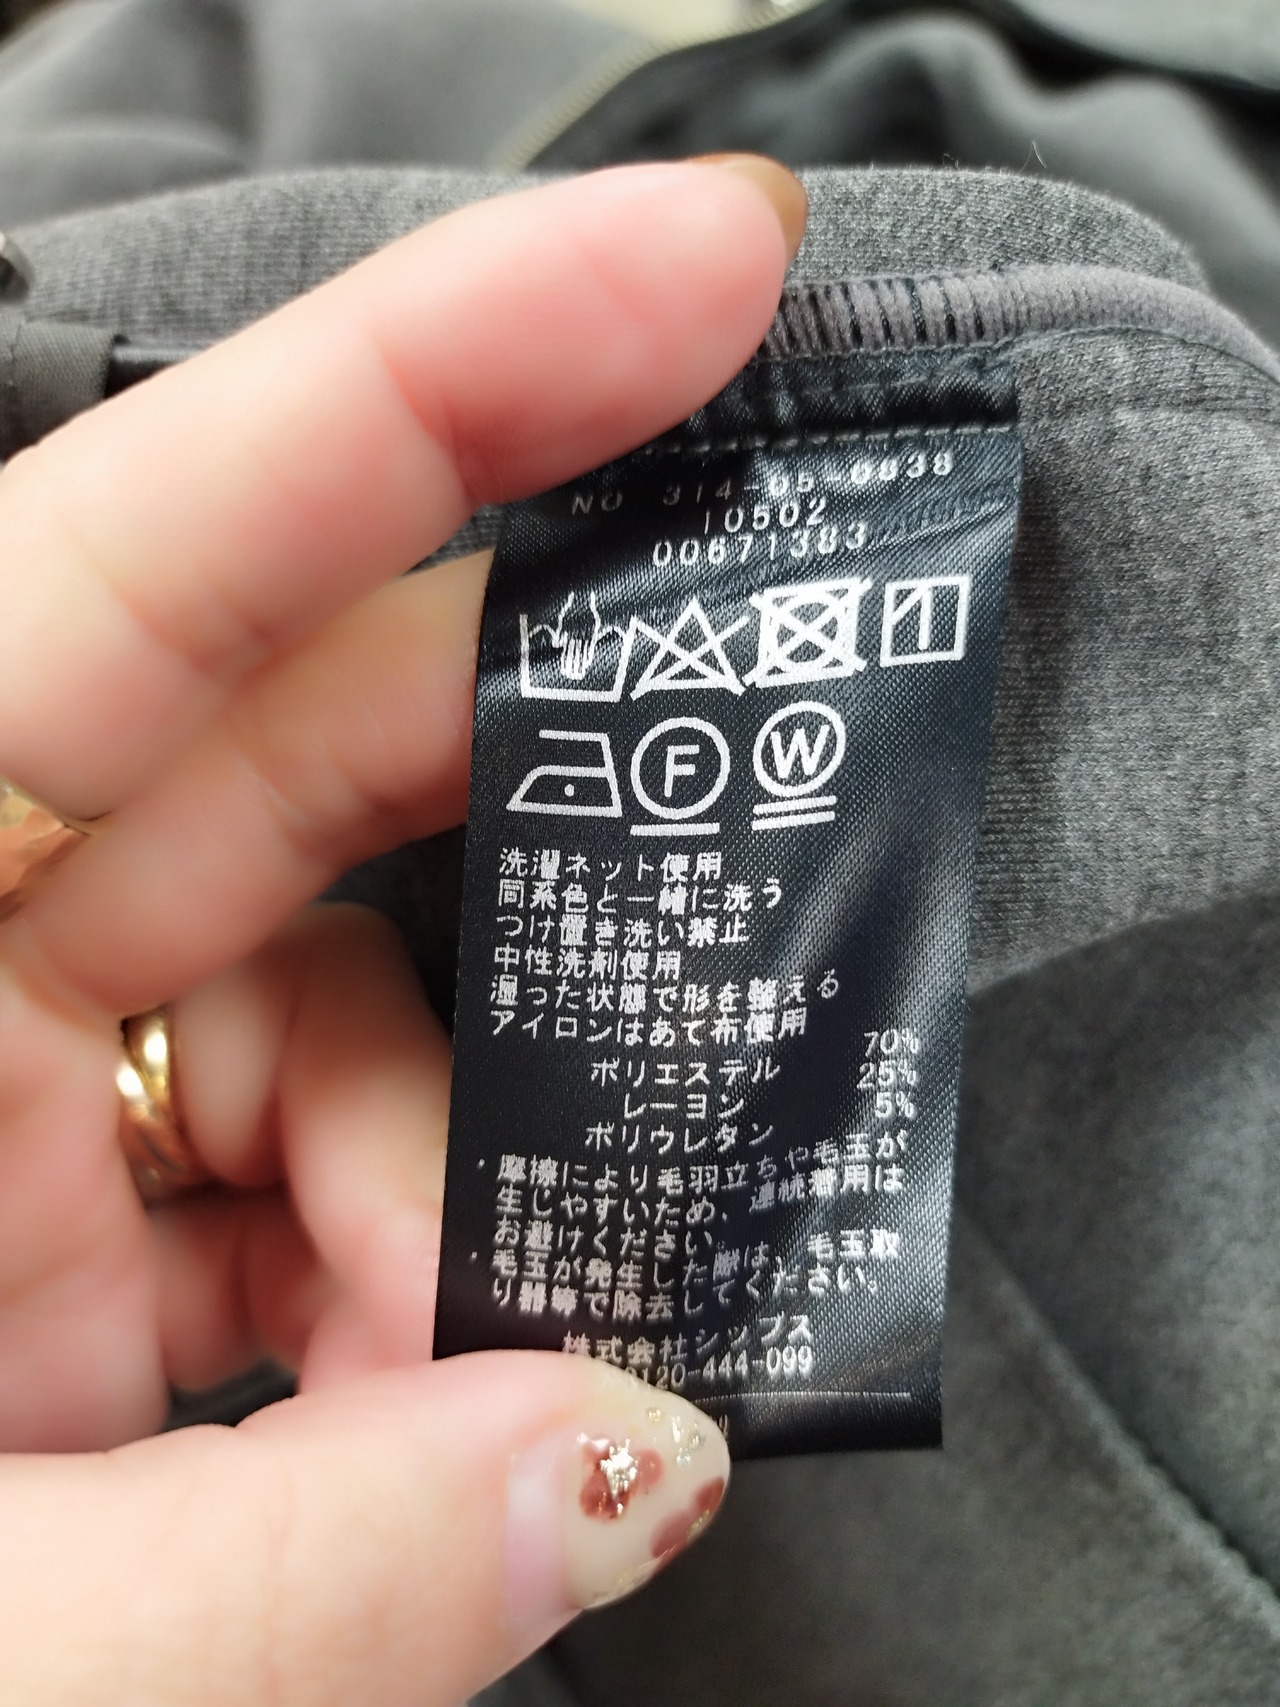 NO 314-05-0838
10502
00671383
F W
洗濯ネット使用
同系色と一緒に洗う
つけ置き洗い禁止
中性洗剤使用
湿った状態で形を整える
アイロンはあて布使用
ポリエステル 70%
レーヨン 25%
ポリウレタン 5%
・摩擦により毛羽立ちや毛玉が
生じやすいため、連続着用は
お避けください。
・毛玉が発生した際は、毛玉取
り器等で除去してください。
株式会社シップス
0120-444-099